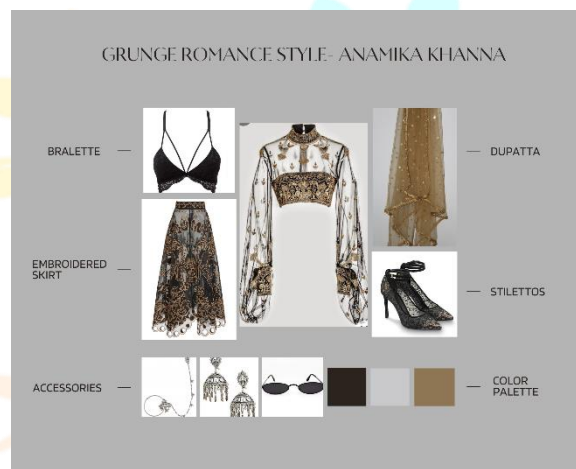 GRUNGE ROMANCE STYLE- ANAMIKA KHANNA
BRALETTE
DUPATTA
EMBROIDERED
SKIRT
STILETTOS
ACCESSORIES
COLOR
PALETTE